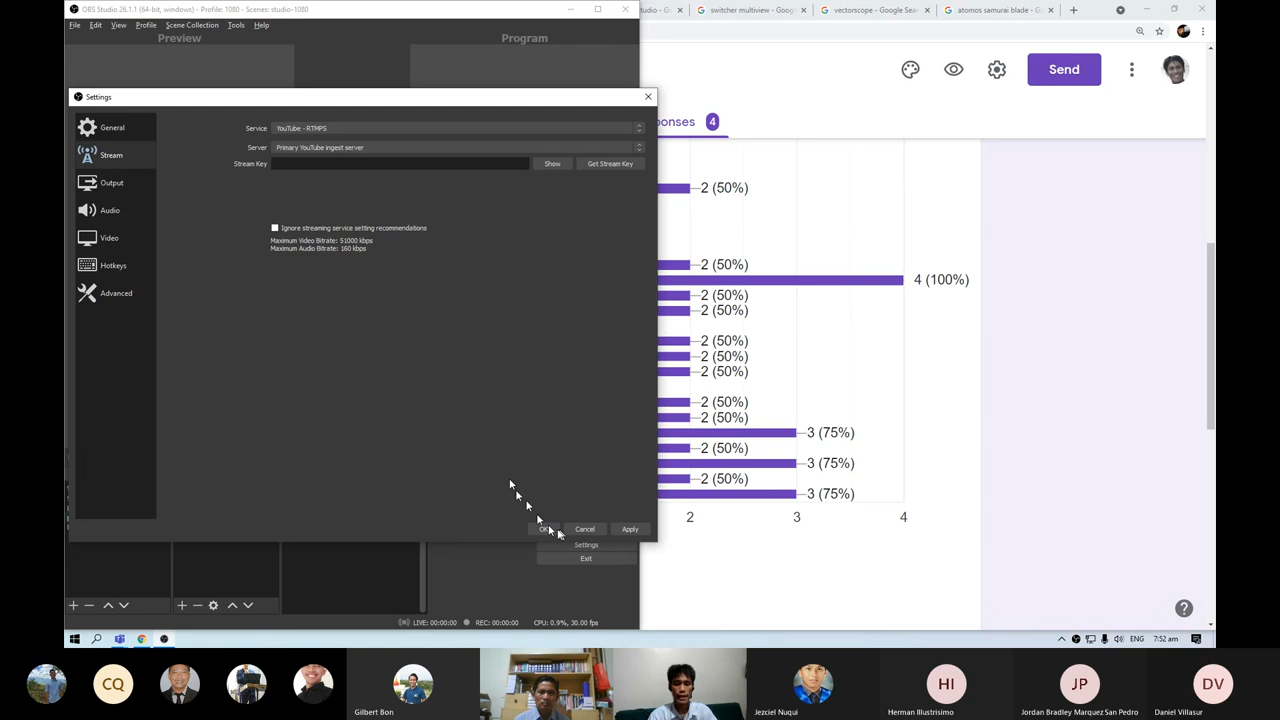 OBS Studio 26.1.1 (64-bit, windows) - Profile: 1080 - Scenes: studio-1080
studio - G
switcher multiview - Google Sea
vectorscope - Google Search
atomos samurai blade - G
File Edit View Profile Scene Collection Tools Help
Preview
Program
Send
Settings
onses 4
General
Stream
Output
Audio
Video
Hotkeys
Advanced
Service YouTube - RTMPS
Server Primary YouTube ingest server
Stream Key Show Get Stream Key
Ignore streaming service setting recommendations
Maximum Video Bitrate: 51000 kbps
Maximum Audio Bitrate: 160 kbps
OK Cancel Apply
2 (50%)
2 (50%)
4 (100%)
2 (50%)
2 (50%)
2 (50%)
2 (50%)
2 (50%)
2 (50%)
2 (50%)
3 (75%)
2 (50%)
3 (75%)
2 (50%)
3 (75%)
2 3 4
Settings
Exit
LIVE: 00:00:00 REC: 00:00:00 CPU: 0.9%, 30.00 fps
ENG 7:52 am
CQ
HI
JP
DV
Gilbert Bon
Jezciel Nuqui
Herman Illustrisimo
Jordan Bradley Marquez San Pedro
Daniel Villasur